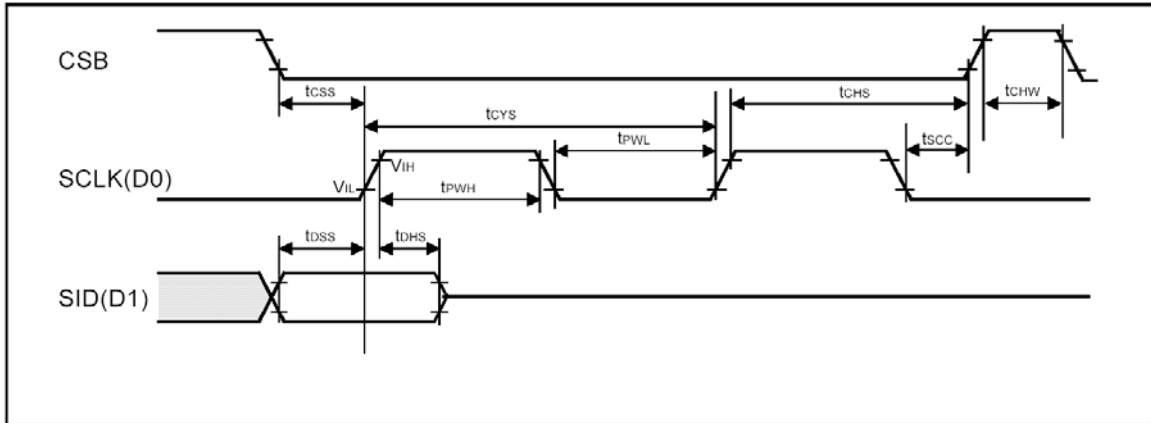 CSB
tCSS
tCHS
tCHW
tCYS
tPWL
tSCC
SCLK(D0)
VIH
VIL
tPWH
tDSS
tDHS
SID(D1)